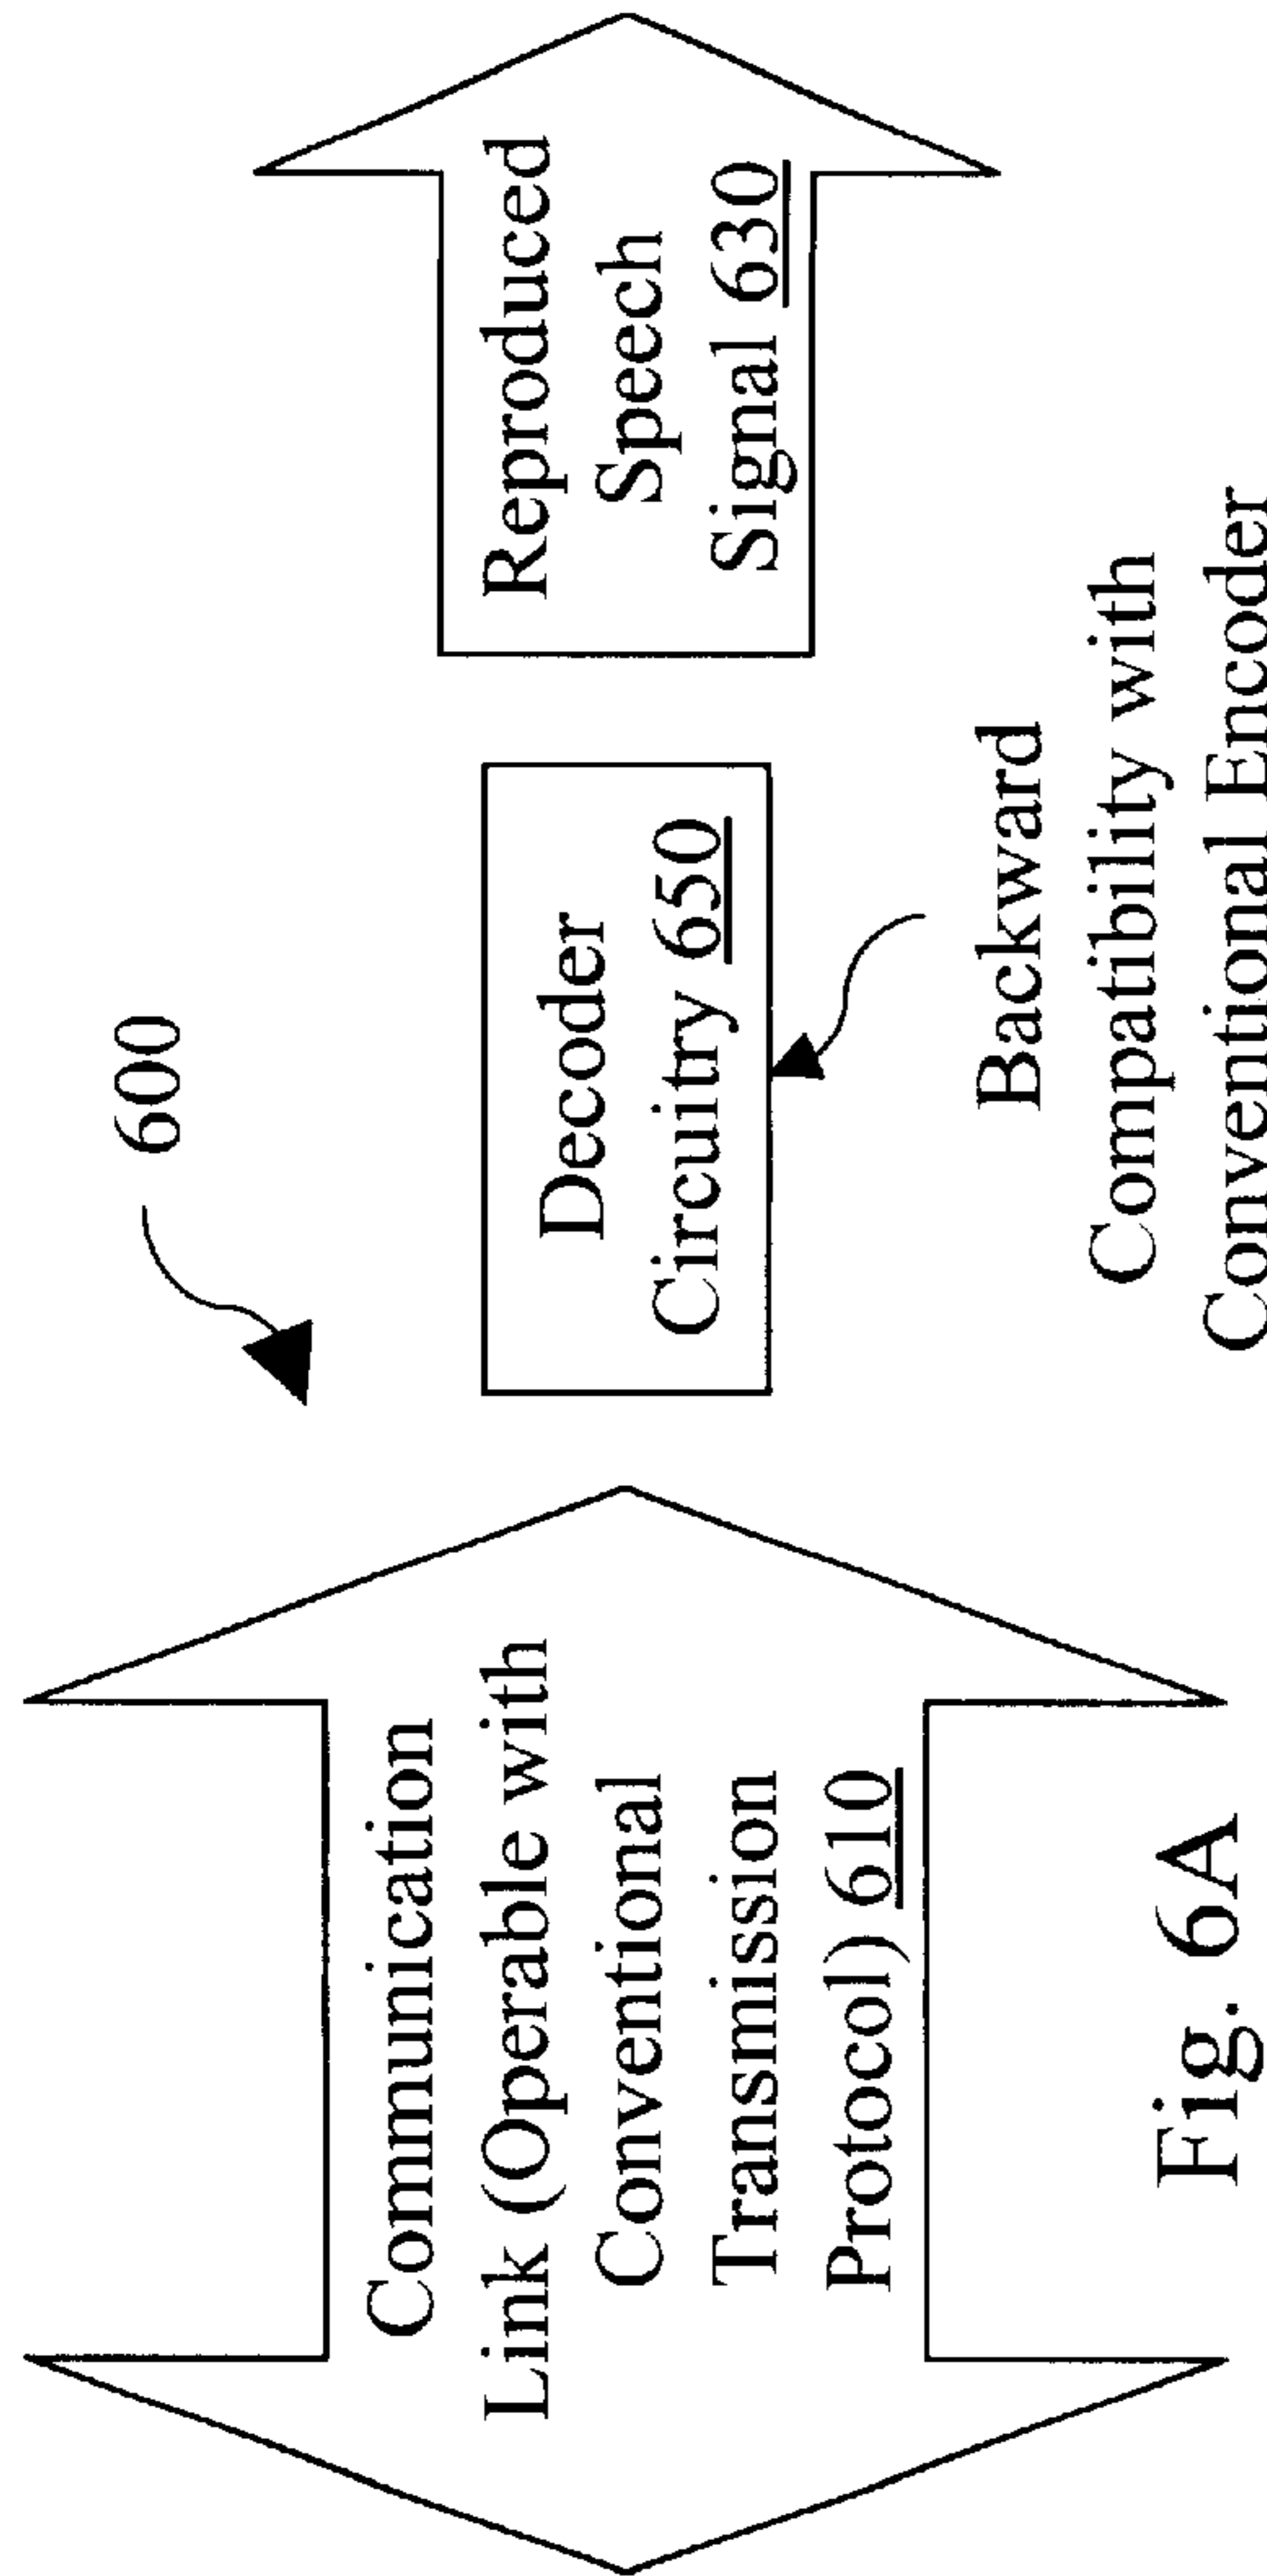 600
Communication
Link (Operable with
Conventional
Transmission
Protocol) 610
Decoder
Circuitry 650
Reproduced
Speech
Signal 630
Backward
Compatibility with
Conventional Encoder
Fig. 6A